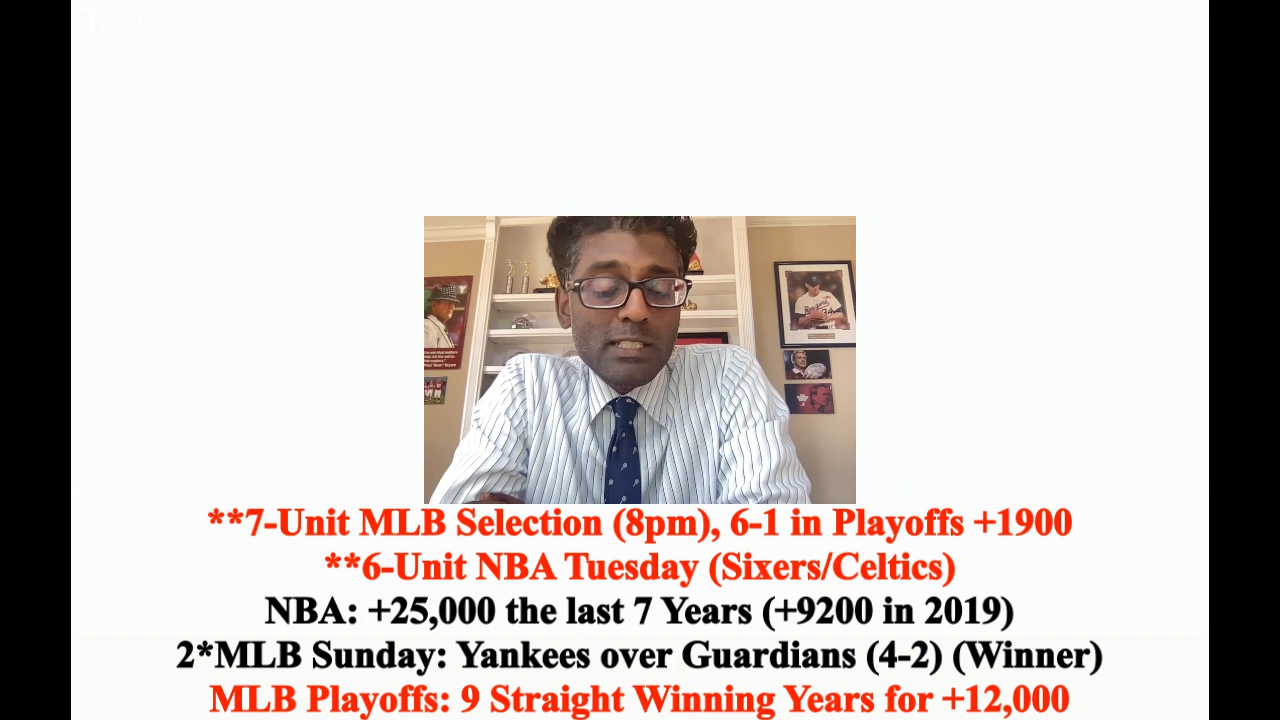 Text
**7-Unit MLB Selection (8pm), 6-1 in Playoffs +1900
**6-Unit NBA Tuesday (Sixers/Celtics)
NBA: +25,000 the last 7 Years (+9200 in 2019)
2*MLB Sunday: Yankees over Guardians (4-2) (Winner)
MLB Playoffs: 9 Straight Winning Years for +12,000